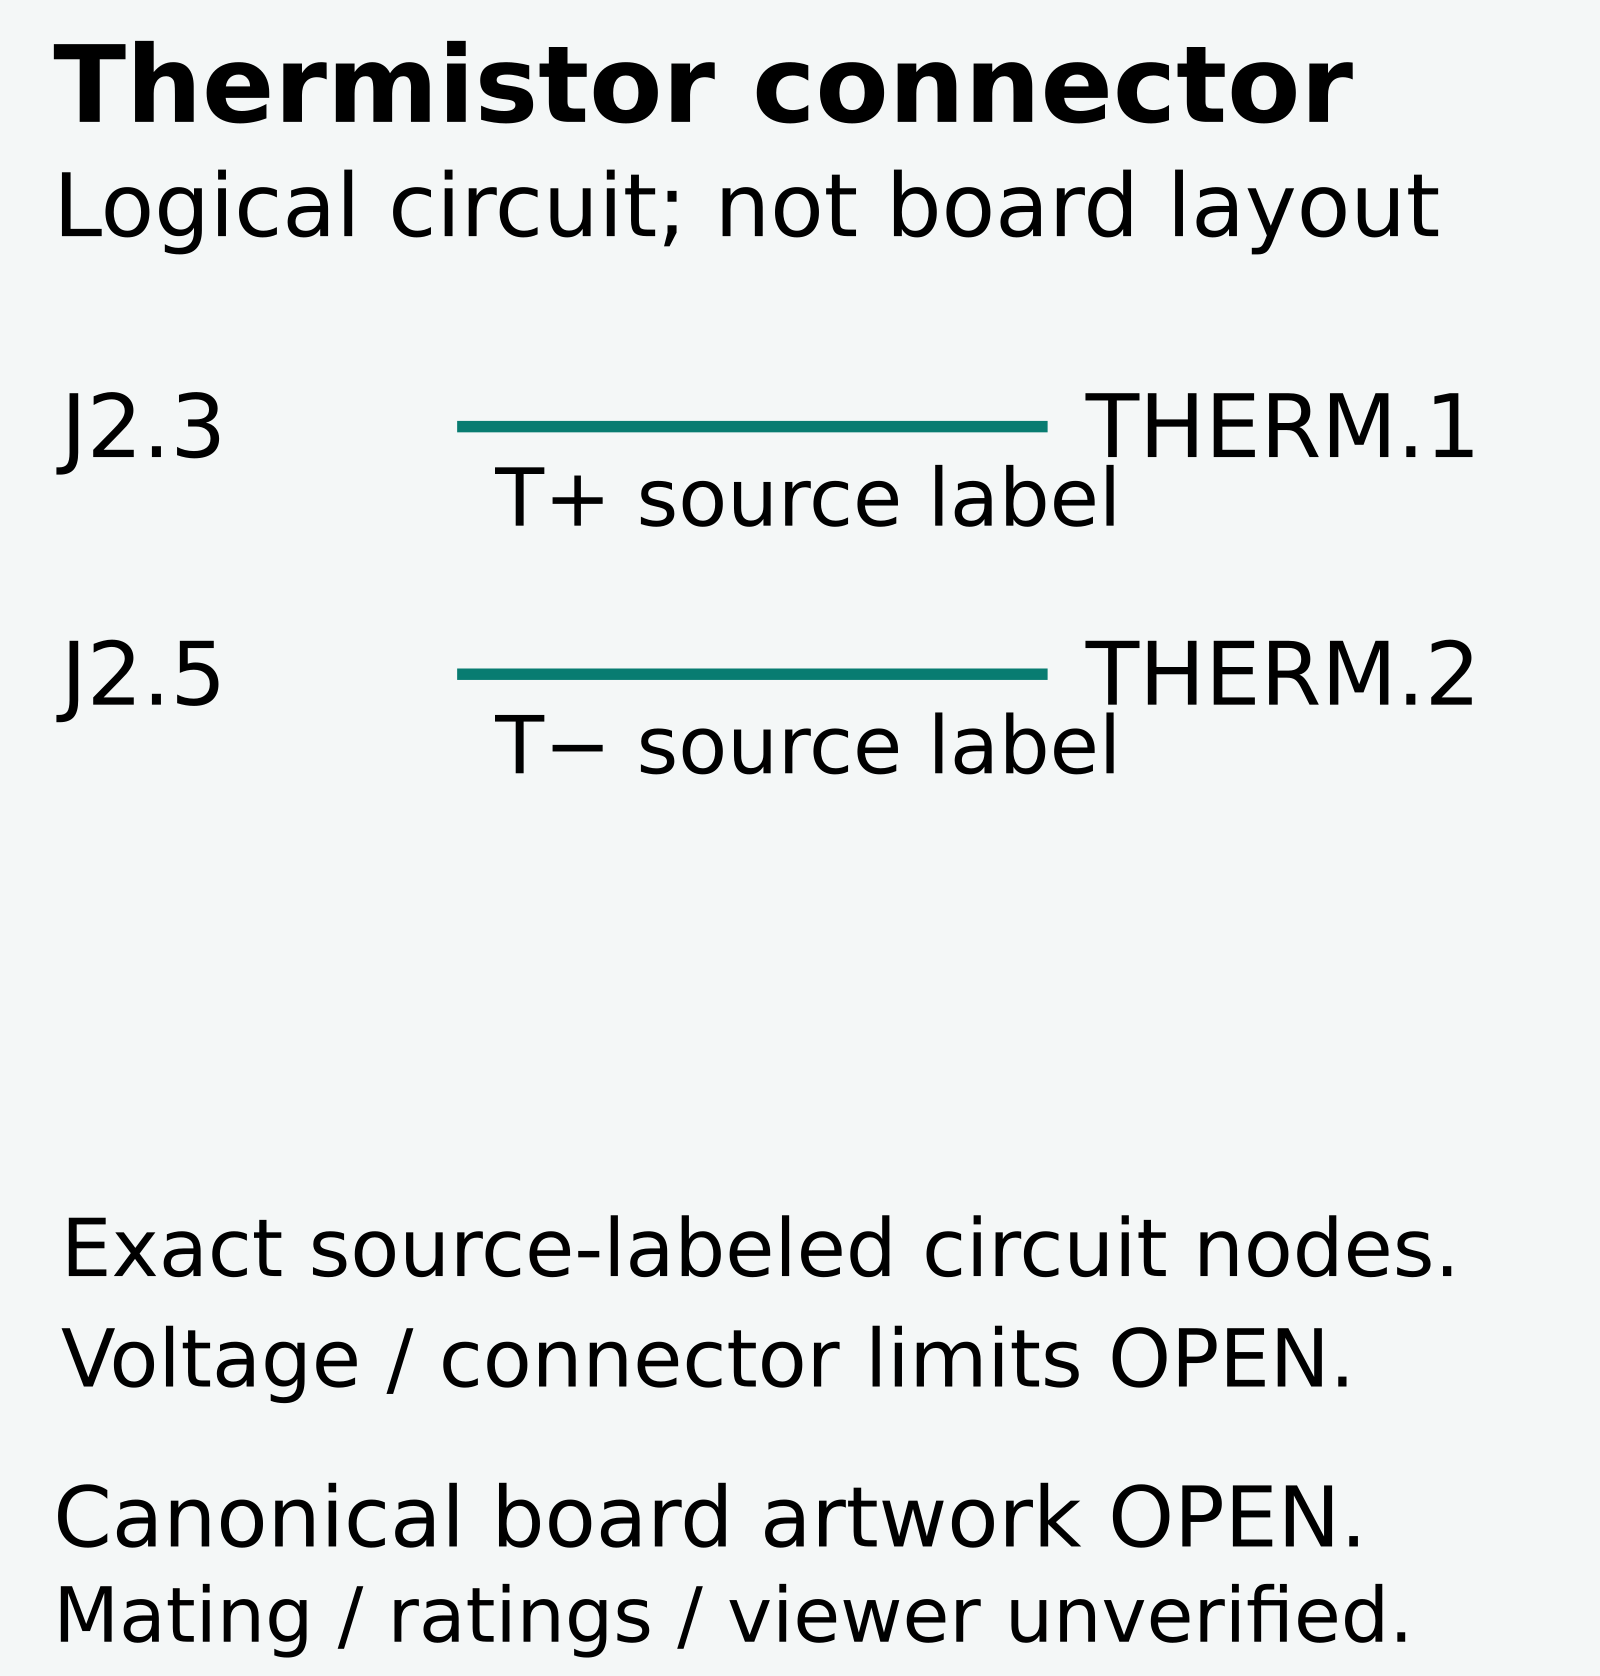 Thermistor connector
Logical circuit; not board layout
J2.3 THERM.1
T+ source label
J2.5 THERM.2
T− source label
Exact source-labeled circuit nodes.
Voltage / connector limits OPEN.
Canonical board artwork OPEN.
Mating / ratings / viewer unverified.